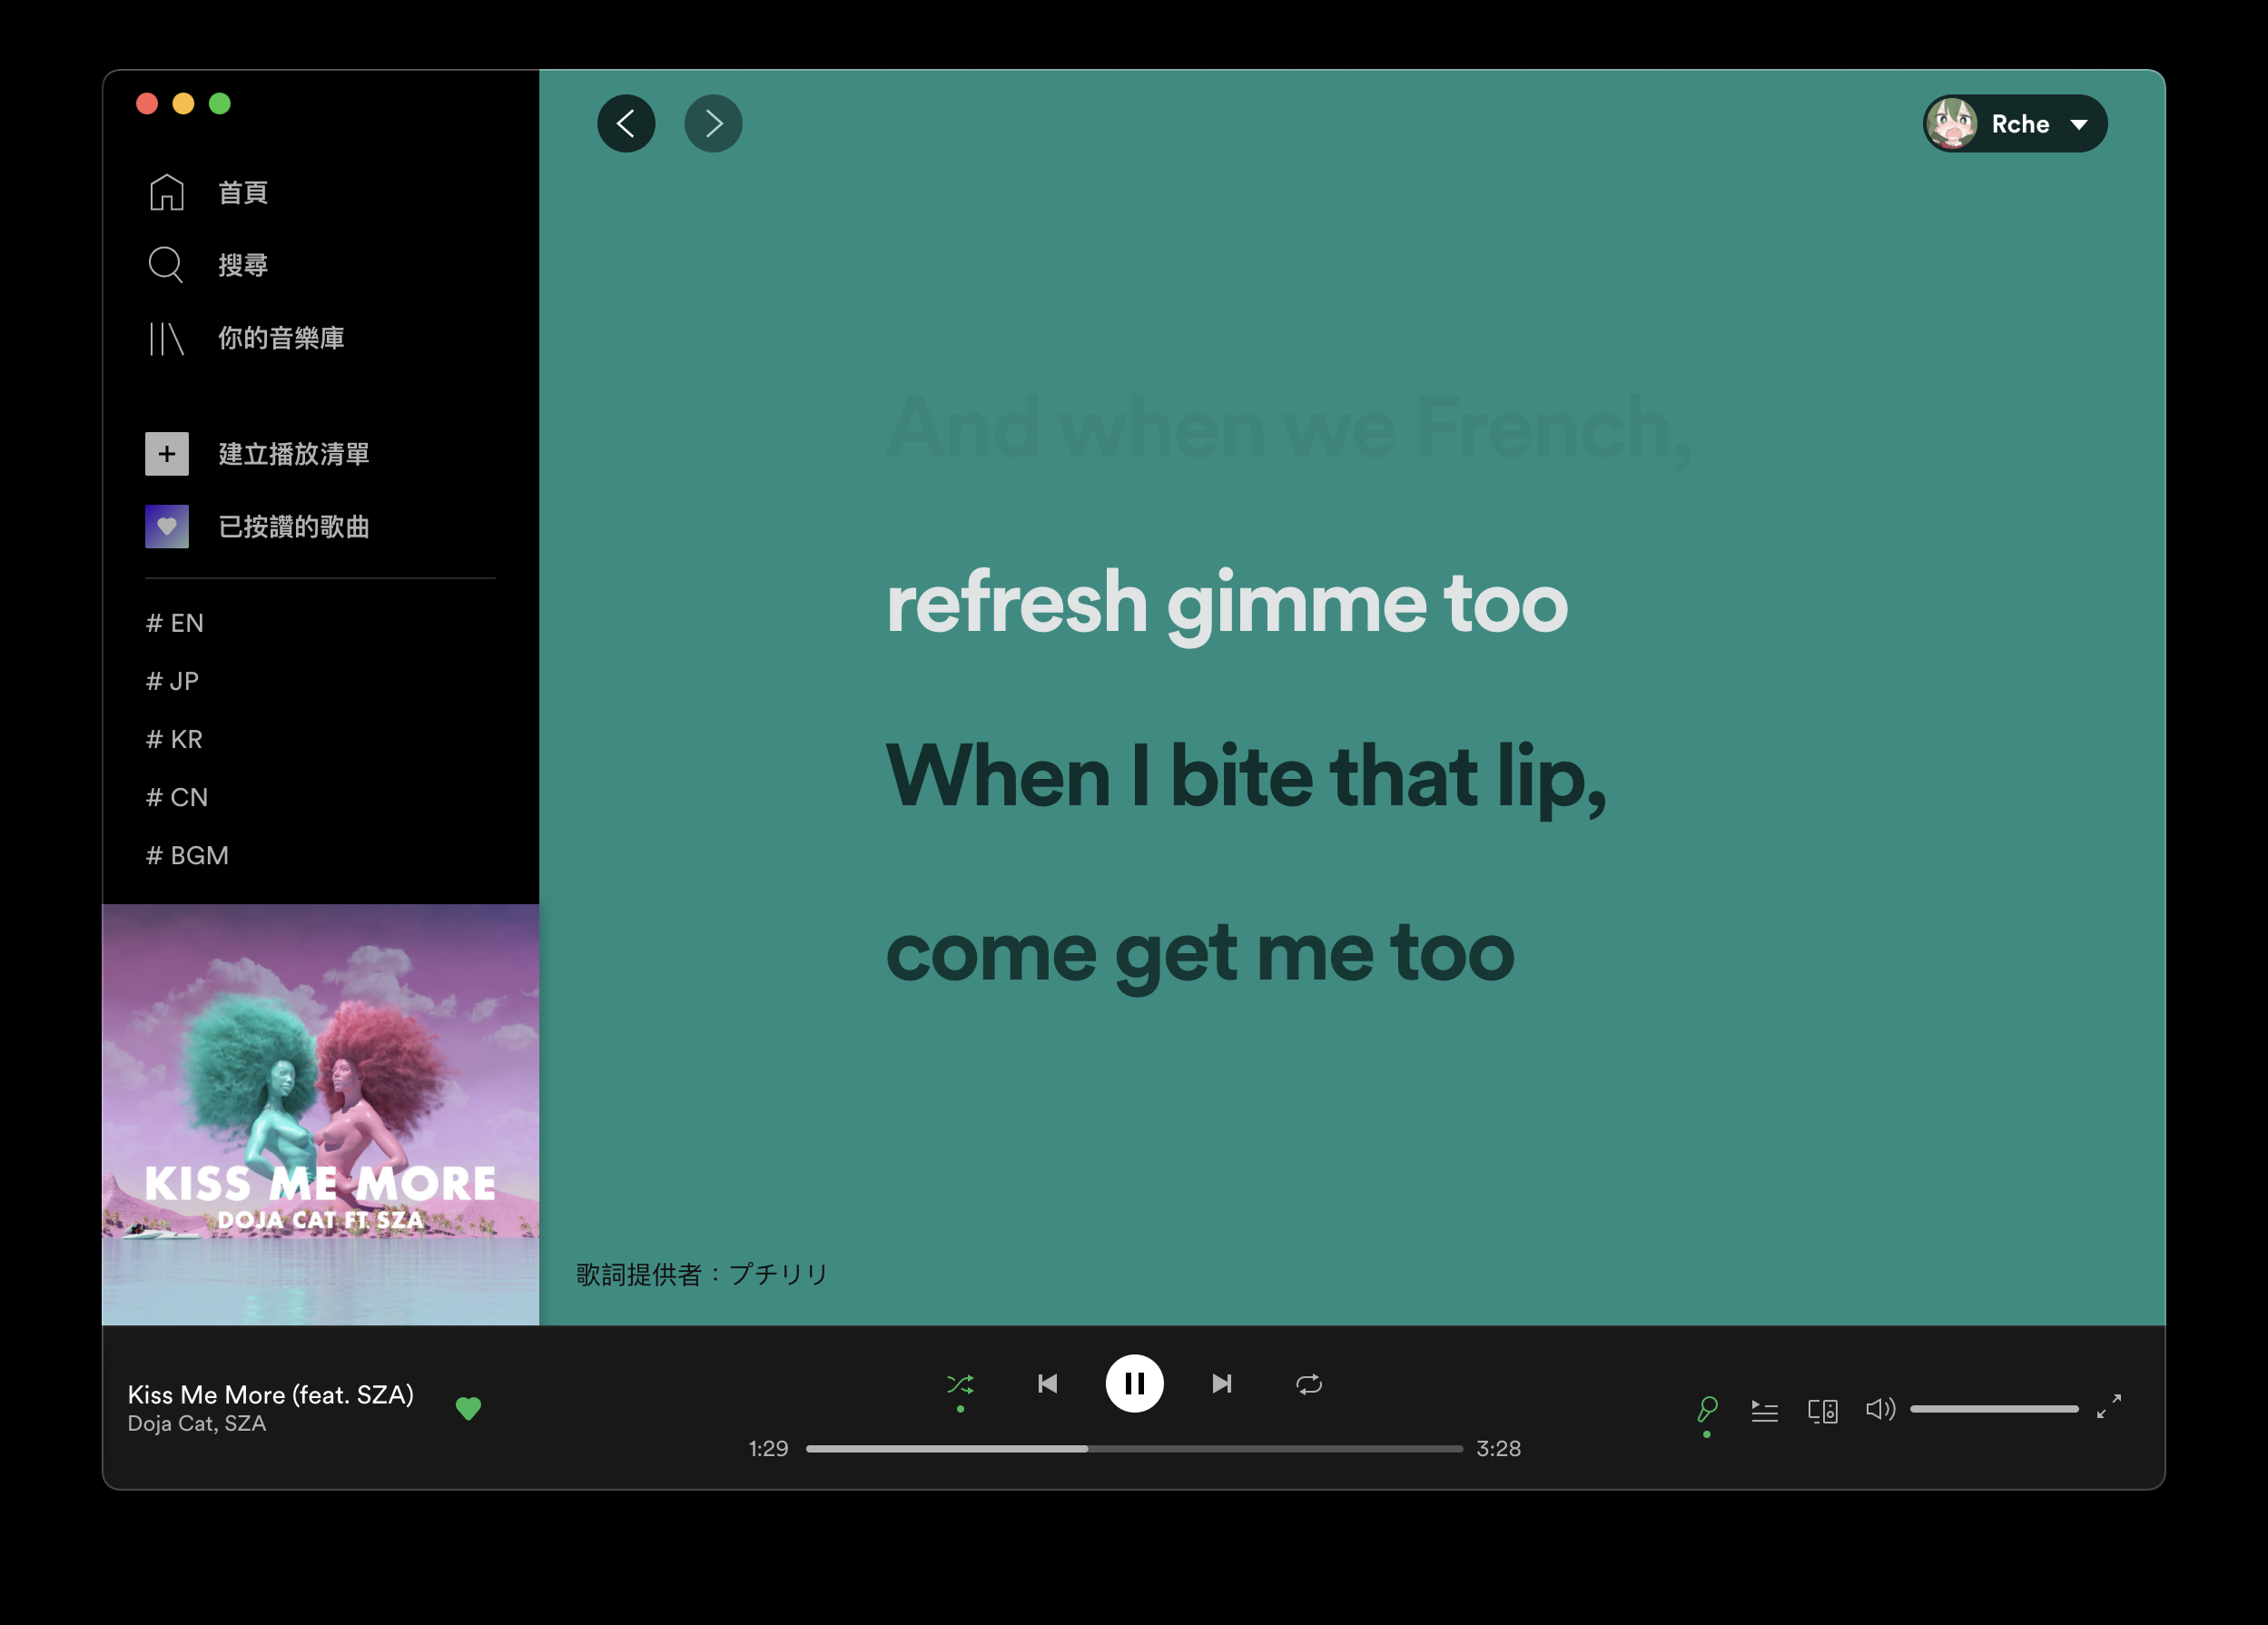 首頁
搜尋
你的音樂庫
建立播放清單
已按讚的歌曲
# EN
# JP
# KR
# CN
# BGM
KISS ME MORE
DOJA CAT FT. SZA
Rche
And when we French,
refresh gimme too
When I bite that lip,
come get me too
歌詞提供者：プチリリ
Kiss Me More (feat. SZA)
Doja Cat, SZA
1:29
3:28